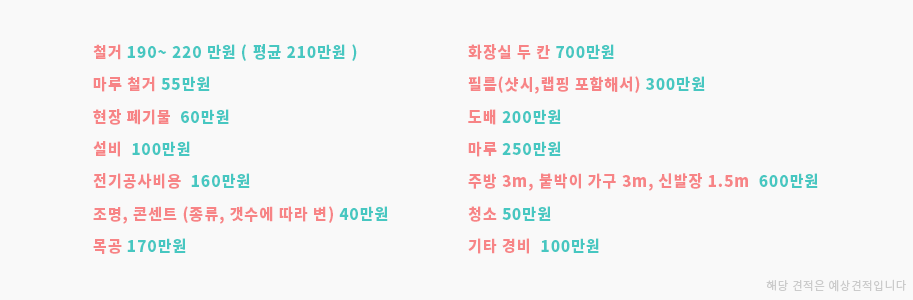 철거 190~ 220 만원 ( 평균 210만원 )
마루 철거 55만원
현장 폐기물 60만원
설비 100만원
전기공사비용 160만원
조명, 콘센트 (종류, 갯수에 따라 변) 40만원
목공 170만원
화장실 두 칸 700만원
필름(샷시,랩핑 포함해서) 300만원
도배 200만원
마루 250만원
주방 3m, 붙박이 가구 3m, 신발장 1.5m 600만원
청소 50만원
기타 경비 100만원
해당 견적은 예상견적입니다